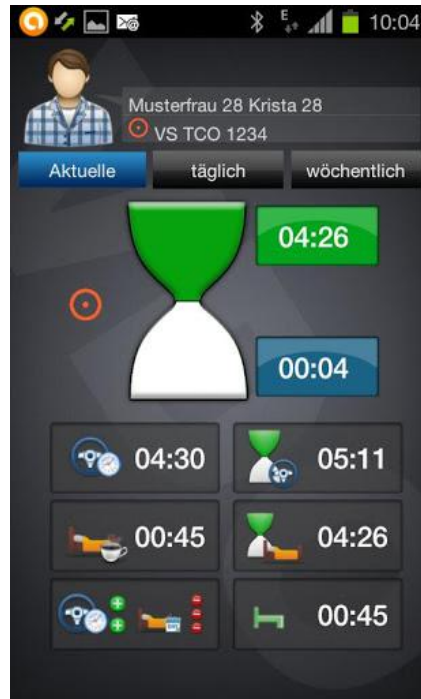 E 10:04
Musterfrau 28 Krista 28
VS TCO 1234
Aktuelle täglich wöchentlich
04:26
00:04
04:30 05:11
00:45 04:26
00:45